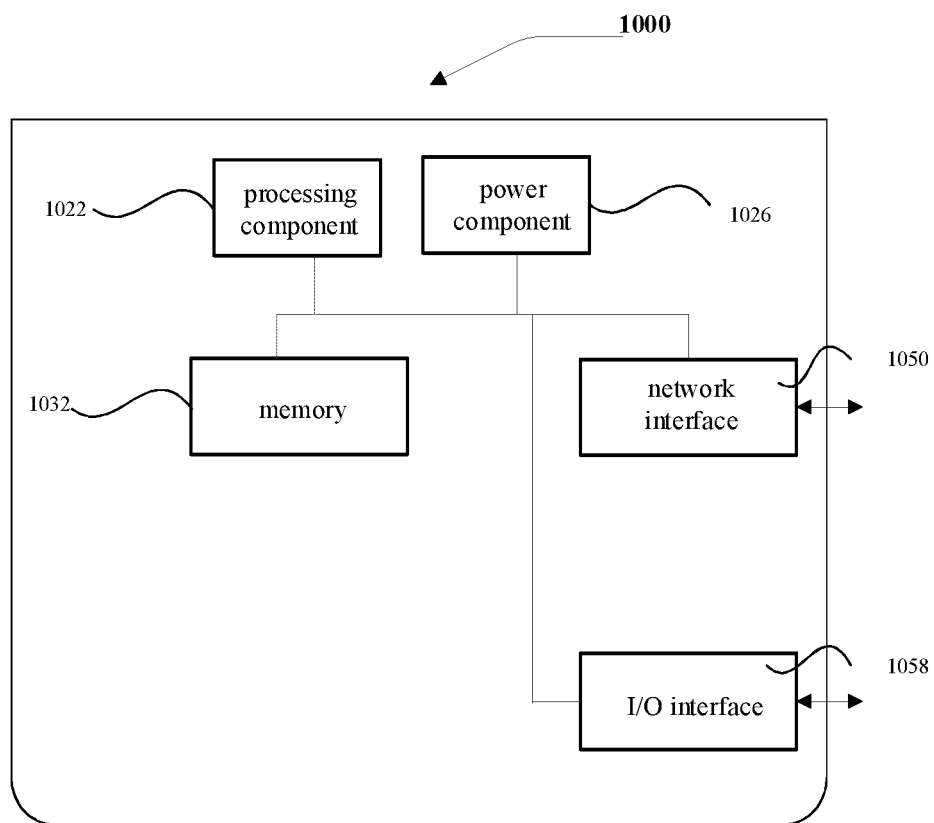 1000
processing
component
1022
power
component
1026
memory
1032
network
interface
1050
I/O interface
1058